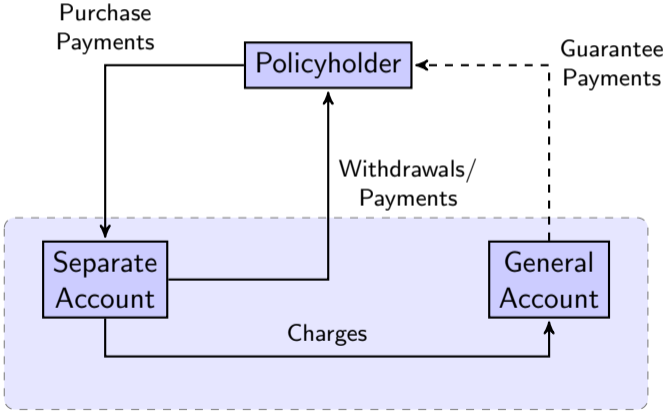 Purchase
Payments
Policyholder
Guarantee
Payments
Withdrawals/
Payments
Separate
Account
General
Account
Charges